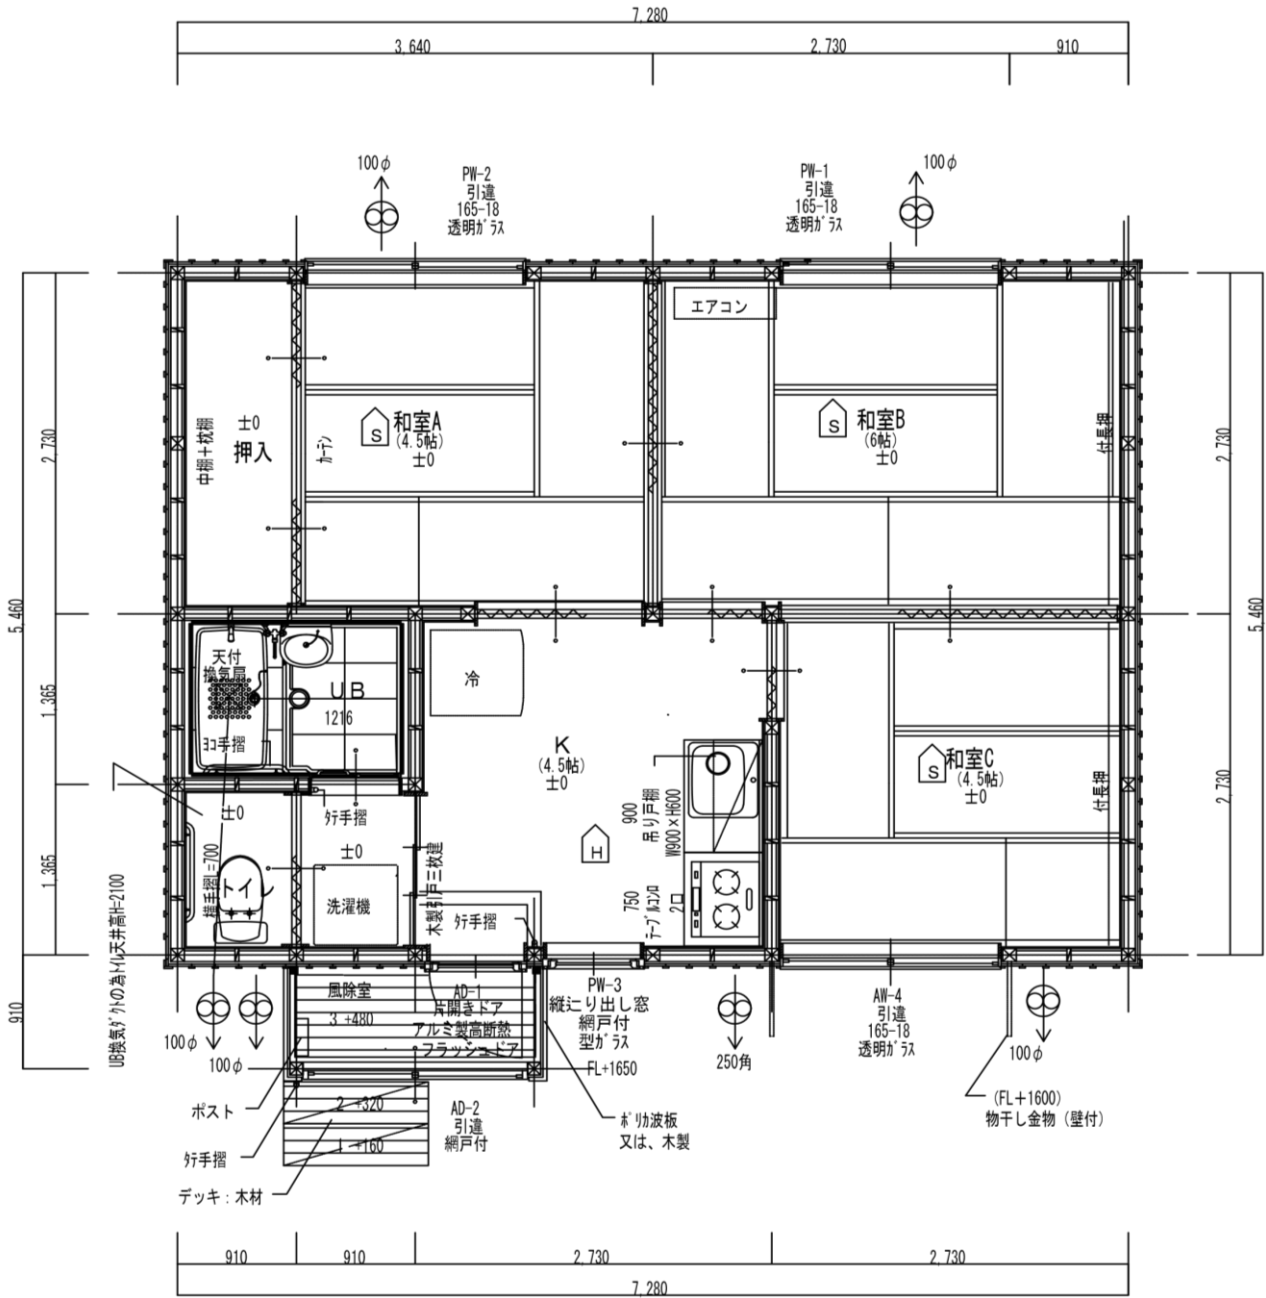 7,280
3,640
2,730
910
100φ
PW-2
引違
165-18
透明ガラス
PW-1
引違
165-18
透明ガラス
100φ
エアコン
中棚＋枕棚
±0
押入
カーテン
S
和室A
(4.5帖)
±0
S
和室B
(6帖)
±0
付長押
2,730
1,365
1,365
5,460
910
2,730
2,730
5,460
天付
換気扇
UB
1216
ヨコ手摺
冷
K
(4.5帖)
±0
S
和室C
(4.5帖)
±0
付長押
900
吊り戸棚
W900×H600
H
750
テーブルコンロ
2口
±0
横手摺L=700
トイレ
タテ手摺
±0
洗濯機
木製引戸三枚建
タテ手摺
UB換気ダクトの為トイレ天井高H=2100
風除室
3 +480
AD-1
片開きドア
アルミ製高断熱
フラッシュドア
PW-3
縦辷り出し窓
網戸付
型ガラス
FL+1650
AW-4
引違
165-18
透明ガラス
100φ
100φ
250角
100φ
ポスト
2 +320
1 +160
AD-2
引違
網戸付
タテ手摺
デッキ：木材
ポリカ波板
又は、木製
(FL＋1600)
物干し金物（壁付）
910
910
2,730
2,730
7,280